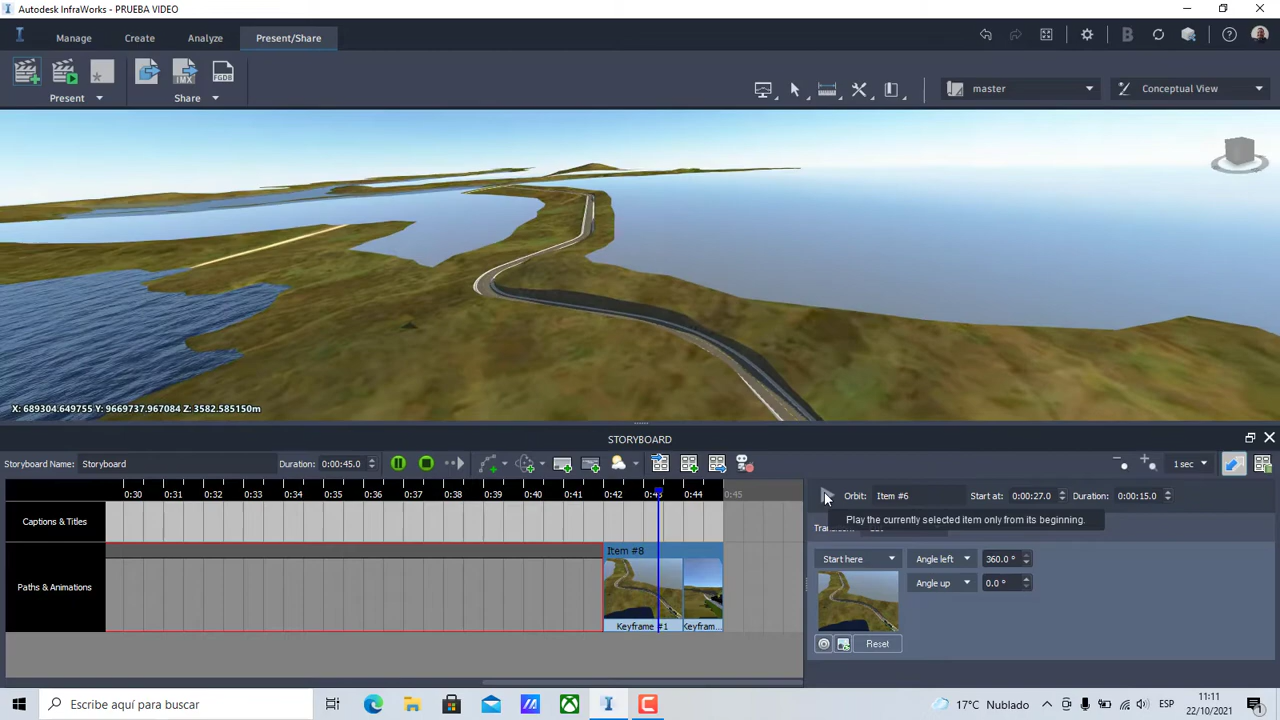 Autodesk InfraWorks - PRUEBA VIDEO
Manage Create Analyze Present/Share
IMX FGDB
Present Share
master Conceptual View
X: 689304.649755 Y: 9669737.967084 Z: 3582.585150m
STORYBOARD
Storyboard Name: Storyboard Duration: 0:00:45.0 1 sec
0:30 0:31 0:32 0:33 0:34 0:35 0:36 0:37 0:38 0:39 0:40 0:41 0:42 0:44 0:45
Orbit: Item #6 Start at: 0:00:27.0 Duration: 0:00:15.0
Captions & Titles
Play the currently selected item only from its beginning.
Item #8
Start here Angle left 360.0 °
Paths & Animations
Angle up 0.0 °
Keyframe #1 Keyfram...
Reset
Escribe aquí para buscar
17°C Nublado ESP 11:11
22/10/2021
1